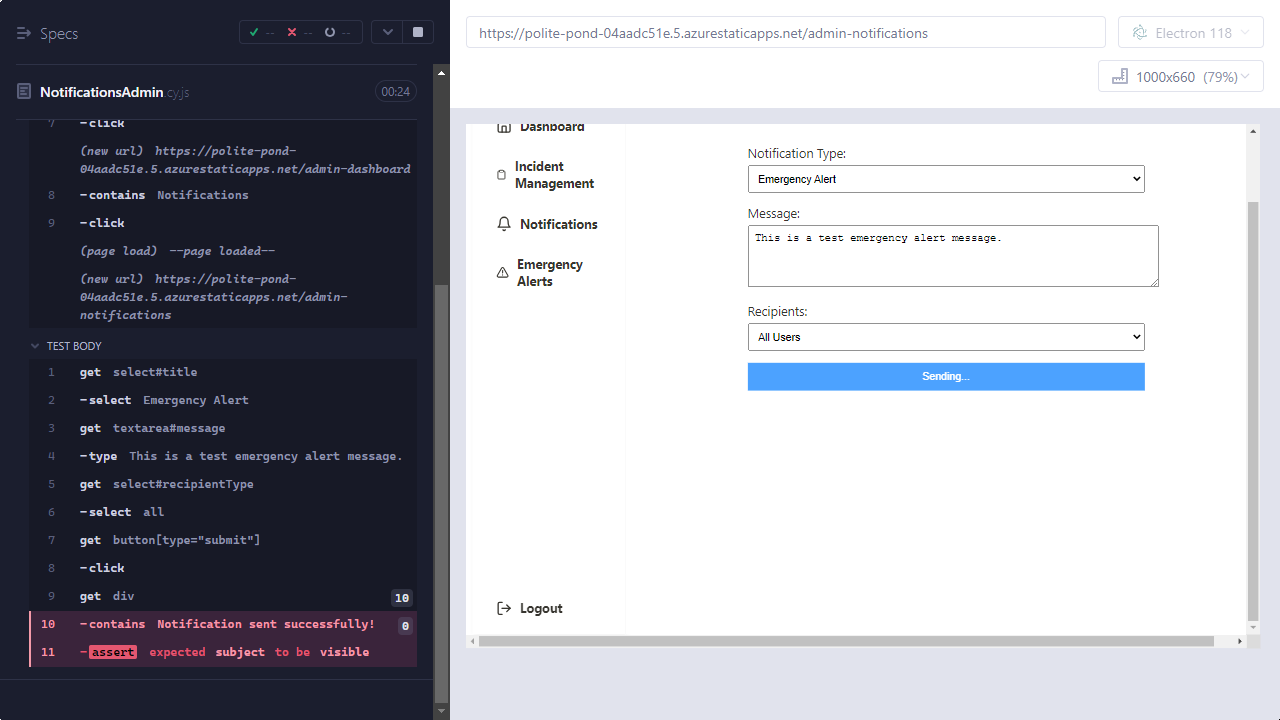 Specs
-- -- --
NotificationsAdmin.cy.js
00:24
7 -click
(new url) https://polite-pond-
04aadc51e.5.azurestaticapps.net/admin-dashboard
8 -contains Notifications
9 -click
(page load) --page loaded--
(new url) https://polite-pond-
04aadc51e.5.azurestaticapps.net/admin-
notifications
TEST BODY
1 get select#title
2 -select Emergency Alert
3 get textarea#message
4 -type This is a test emergency alert message.
5 get select#recipientType
6 -select all
7 get button[type="submit"]
8 -click
9 get div 10
10 -contains Notification sent successfully! 0
11 -assert expected subject to be visible
https://polite-pond-04aadc51e.5.azurestaticapps.net/admin-notifications
Electron 118
1000x660 (79%)
Dashboard
Incident
Management
Notifications
Emergency
Alerts
Logout
Notification Type:
Emergency Alert
Message:
This is a test emergency alert message.
Recipients:
All Users
Sending...